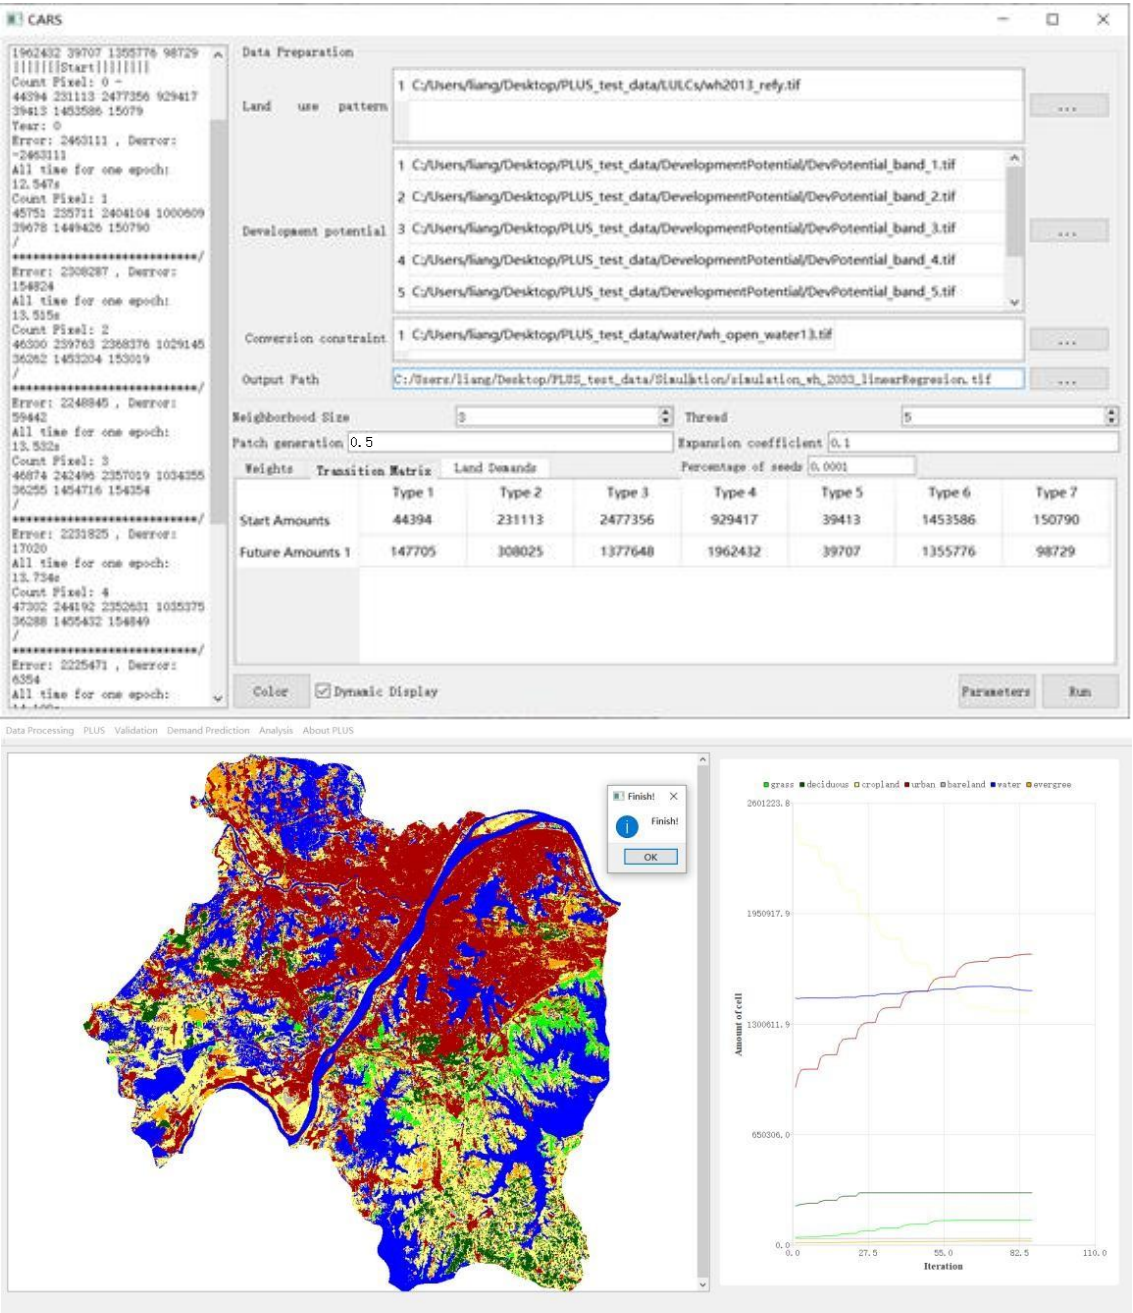 CARS
1962432 39707 1355776 98729
|||||||Start||||||||
Count Pixel: 0 -
44394 231113 2477356 929417
39413 1453586 15079
Year: 0
Error: 2463111 , Derror:
-2463111
All time for one epoch:
12.547s
Count Pixel: 1
45751 235711 2404104 1000609
39678 1449426 150790
/
*****************************/
Error: 2308287 , Derror:
154824
All time for one epoch:
13.515s
Count Pixel: 2
46300 239763 2368376 1029145
36262 1453204 153019
/
*****************************/
Error: 2248845 , Derror:
59442
All time for one epoch:
13.532s
Count Pixel: 3
46874 242496 2357019 1034355
36255 1454716 154354
/
*****************************/
Error: 2231825 , Derror:
17020
All time for one epoch:
13.734s
Count Pixel: 4
47302 244192 2352631 1035375
36288 1455432 154849
/
*****************************/
Error: 2225471 , Derror:
6354
All time for one epoch:
Data Preparation
Land use pattern
1 C:/Users/liang/Desktop/PLUS_test_data/LULCs/wh2013_refy.tif
...
Development potential
1 C:/Users/liang/Desktop/PLUS_test_data/DevelopmentPotential/DevPotential_band_1.tif
2 C:/Users/liang/Desktop/PLUS_test_data/DevelopmentPotential/DevPotential_band_2.tif
3 C:/Users/liang/Desktop/PLUS_test_data/DevelopmentPotential/DevPotential_band_3.tif
4 C:/Users/liang/Desktop/PLUS_test_data/DevelopmentPotential/DevPotential_band_4.tif
5 C:/Users/liang/Desktop/PLUS_test_data/DevelopmentPotential/DevPotential_band_5.tif
...
Conversion constraint
1 C:/Users/liang/Desktop/PLUS_test_data/water/wh_open_water13.tif
...
Output Path C:/Users/liang/Desktop/PLUS_test_data/Simulation/simulation_wh_2033_linearRegresion.tif ...
Neighborhood Size 3 Thread 5
Patch generation 0.5 Expansion coefficient 0.1
Weights Transition Matrix Land Demands Percentage of seeds 0.0001
Type 1 Type 2 Type 3 Type 4 Type 5 Type 6 Type 7
Start Amounts 44394 231113 2477356 929417 39413 1453586 150790
Future Amounts 1 147705 308025 1377648 1962432 39707 1355776 98729
Color Dynamic Display Parameters Run
Data Processing PLUS Validation Demand Prediction Analysis About PLUS
Finish!
Finish!
OK
grass deciduous cropland urban bareland water evergree
2601223.8
1950917.9
1300611.9
650306.0
0.0
Amount of cell
0.0 27.5 55.0 82.5 110.0
Iteration